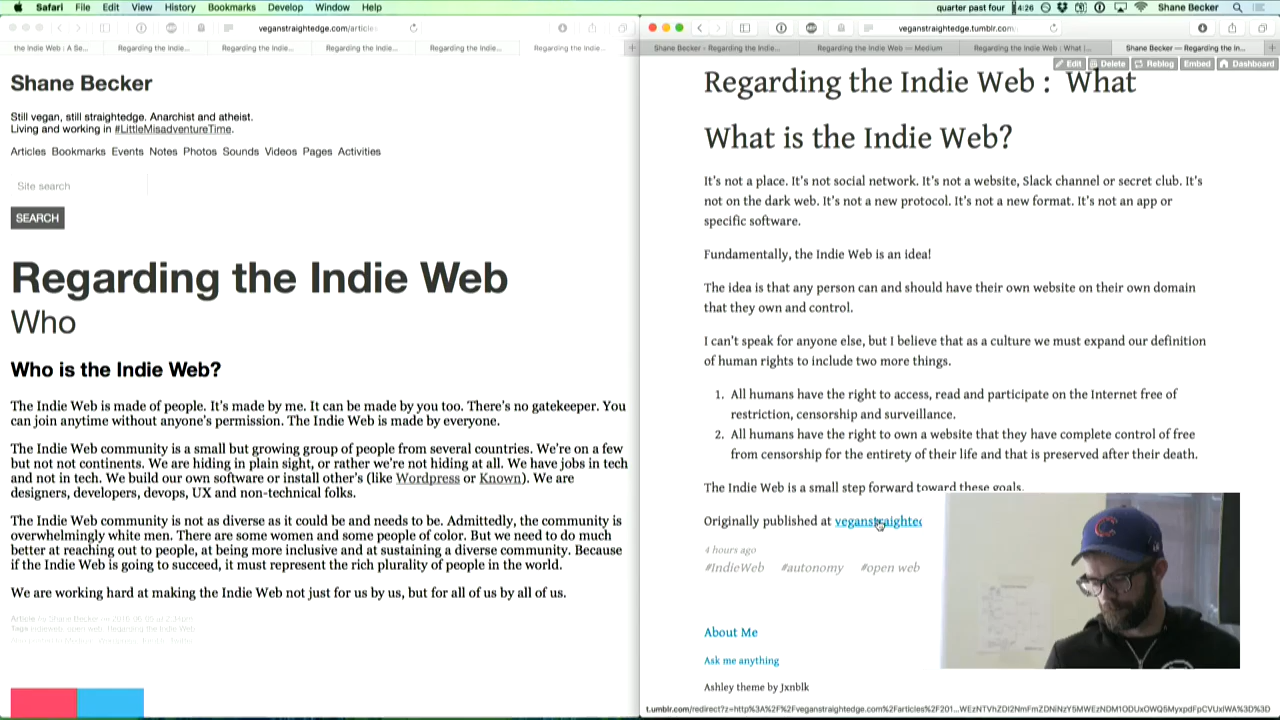 Safari File Edit View History Bookmarks Develop Window Help
quarter past four 4:26 Shane Becker
veganstraightedge.com/article
the Indie Web : A Se... Regarding the Indie... Regarding the Indie... Regarding the Indie... Regarding the Indie... Regarding the Indie...
Shane Becker
Still vegan, still straightedge. Anarchist and atheist.
Living and working in #LittleMisadventureTime.
Articles Bookmarks Events Notes Photos Sounds Videos Pages Activities
Site search
SEARCH
Regarding the Indie Web
Who
Who is the Indie Web?
The Indie Web is made of people. It's made by me. It can be made by you too. There's no gatekeeper. You
can join anytime without anyone's permission. The Indie Web is made by everyone.
The Indie Web community is a small but growing group of people from several countries. We're on a few
but not not continents. We are hiding in plain sight, or rather we're not hiding at all. We have jobs in tech
and not in tech. We build our own software or install other's (like Wordpress or Known). We are
designers, developers, devops, UX and non-technical folks.
The Indie Web community is not as diverse as it could be and needs to be. Admittedly, the community is
overwhelmingly white men. There are some women and some people of color. But we need to do much
better at reaching out to people, at being more inclusive and at sustaining a diverse community. Because
if the Indie Web is going to succeed, it must represent the rich plurality of people in the world.
We are working hard at making the Indie Web not just for us by us, but for all of us by all of us.
Tags indieweb, open web, Regarding the Indie Web
veganstraightedge.tumblr.com
Shane Becker - Regarding the Indie... Regarding the Indie Web — Medium Regarding the Indie Web : What I... Shane Becker — Regarding the In...
Edit Delete Reblog Embed Dashboard
Regarding the Indie Web : What
What is the Indie Web?
It's not a place. It's not social network. It's not a website, Slack channel or secret club. It's
not on the dark web. It's not a new protocol. It's not a new format. It's not an app or
specific software.
Fundamentally, the Indie Web is an idea!
The idea is that any person can and should have their own website on their own domain
that they own and control.
I can't speak for anyone else, but I believe that as a culture we must expand our definition
of human rights to include two more things.
1. All humans have the right to access, read and participate on the Internet free of
restriction, censorship and surveillance.
2. All humans have the right to own a website that they have complete control of free
from censorship for the entirety of their life and that is preserved after their death.
The Indie Web is a small step forward toward these goals.
Originally published at veganstraighted
4 hours ago
#IndieWeb #autonomy #open web
About Me
Ask me anything
Ashley theme by Jxnblk